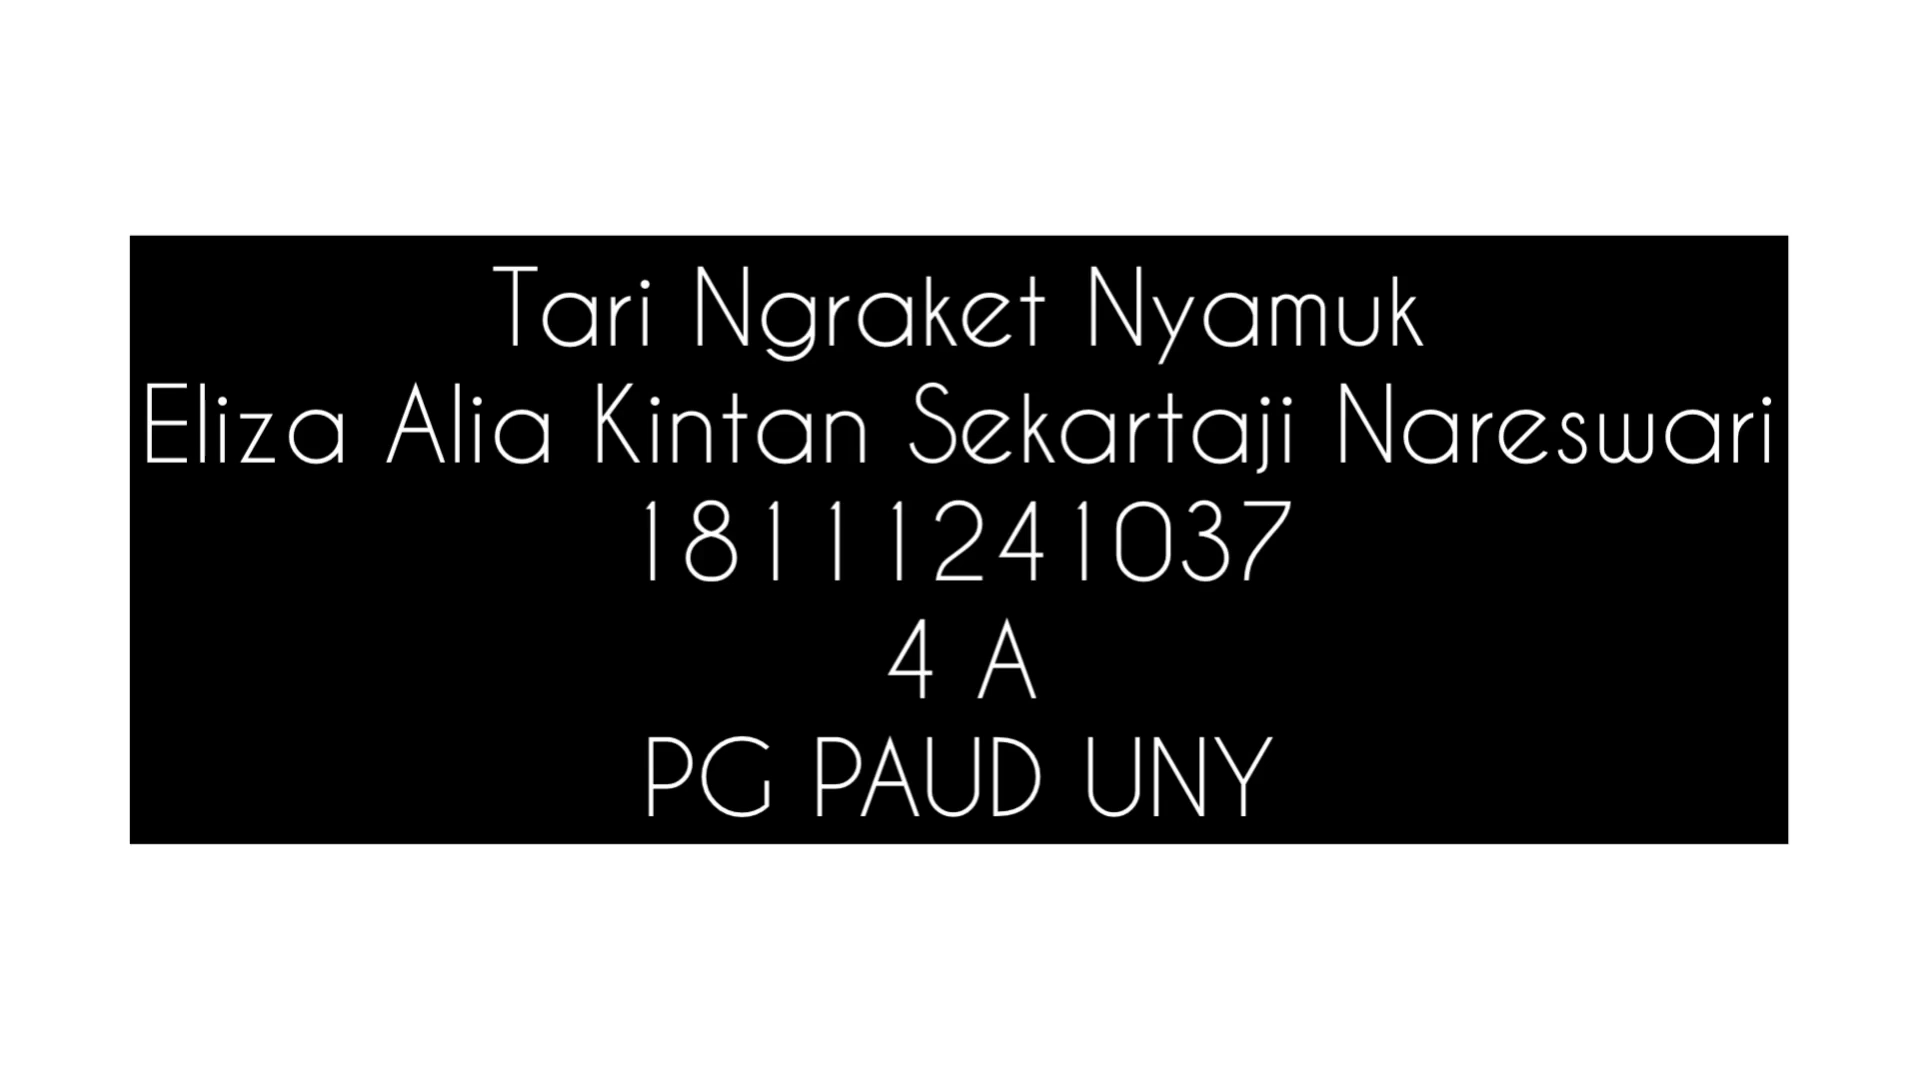 Tari Ngraket Nyamuk
Eliza Alia Kintan Sekartaji Nareswari
18111241037
4 A
PG PAUD UNY